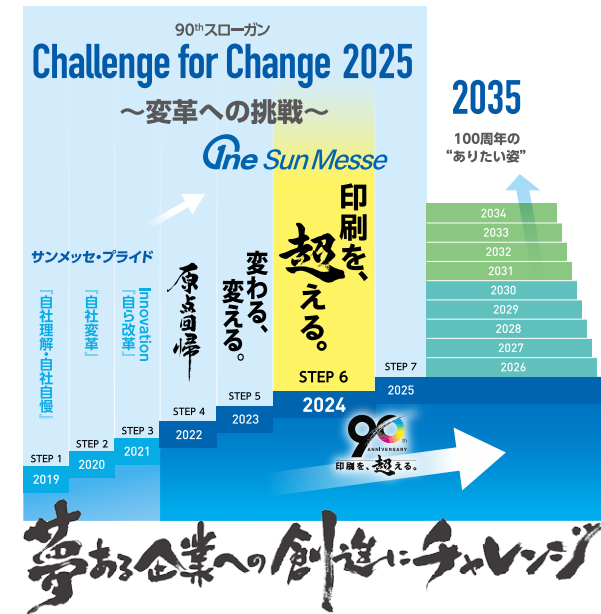 90thスローガン
Challenge for Change 2025
～変革への挑戦～
One Sun Messe
2035
100周年の
“ありたい姿”
サンメッセ・プライド
『自社理解・自社自慢』
『自社変革』
Innovation
『自ら改革』
原点回帰
変わる、
変える。
印刷を、
超える。
STEP 1
2019
STEP 2
2020
STEP 3
2021
STEP 4
2022
STEP 5
2023
STEP 6
2024
STEP 7
2025
2034
2033
2032
2031
2030
2029
2028
2027
2026
90th
ANNIVERSARY
印刷を、超える。
夢ある企業への創造にチャレンジ